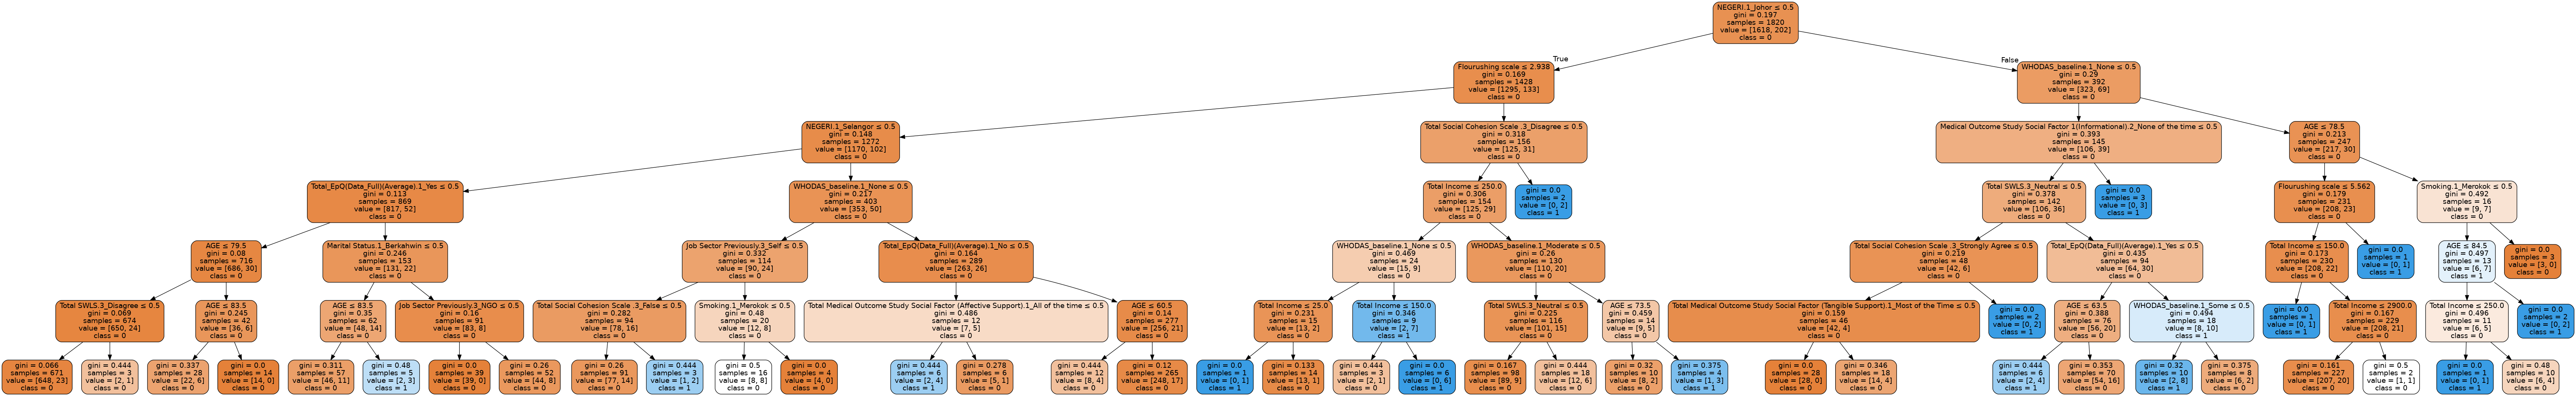 NEGERI.1_Johor ≤ 0.5
gini = 0.197
samples = 1820
value = [1618, 202]
class = 0
True
False
Flourushing scale ≤ 2.938
gini = 0.169
samples = 1428
value = [1295, 133]
class = 0
WHODAS_baseline.1_None ≤ 0.5
gini = 0.29
samples = 392
value = [323, 69]
class = 0
NEGERI.1_Selangor ≤ 0.5
gini = 0.148
samples = 1272
value = [1170, 102]
class = 0
Total Social Cohesion Scale .3_Disagree ≤ 0.5
gini = 0.318
samples = 156
value = [125, 31]
class = 0
Medical Outcome Study Social Factor 1(Informational).2_None of the time ≤ 0.5
gini = 0.393
samples = 145
value = [106, 39]
class = 0
AGE ≤ 78.5
gini = 0.213
samples = 247
value = [217, 30]
class = 0
Total_EpQ(Data_Full)(Average).1_Yes ≤ 0.5
gini = 0.113
samples = 869
value = [817, 52]
class = 0
WHODAS_baseline.1_None ≤ 0.5
gini = 0.217
samples = 403
value = [353, 50]
class = 0
Total Income ≤ 250.0
gini = 0.306
samples = 154
value = [125, 29]
class = 0
gini = 0.0
samples = 2
value = [0, 2]
class = 1
Total SWLS.3_Neutral ≤ 0.5
gini = 0.378
samples = 142
value = [106, 36]
class = 0
gini = 0.0
samples = 3
value = [0, 3]
class = 1
Flourushing scale ≤ 5.562
gini = 0.179
samples = 231
value = [208, 23]
class = 0
Smoking.1_Merokok ≤ 0.5
gini = 0.492
samples = 16
value = [9, 7]
class = 0
AGE ≤ 79.5
gini = 0.08
samples = 716
value = [686, 30]
class = 0
Marital Status.1_Berkahwin ≤ 0.5
gini = 0.246
samples = 153
value = [131, 22]
class = 0
Job Sector Previously.3_Self ≤ 0.5
gini = 0.332
samples = 114
value = [90, 24]
class = 0
Total_EpQ(Data_Full)(Average).1_No ≤ 0.5
gini = 0.164
samples = 289
value = [263, 26]
class = 0
WHODAS_baseline.1_None ≤ 0.5
gini = 0.469
samples = 24
value = [15, 9]
class = 0
WHODAS_baseline.1_Moderate ≤ 0.5
gini = 0.26
samples = 130
value = [110, 20]
class = 0
Total Social Cohesion Scale .3_Strongly Agree ≤ 0.5
gini = 0.219
samples = 48
value = [42, 6]
class = 0
Total_EpQ(Data_Full)(Average).1_Yes ≤ 0.5
gini = 0.435
samples = 94
value = [64, 30]
class = 0
Total Income ≤ 150.0
gini = 0.173
samples = 230
value = [208, 22]
class = 0
gini = 0.0
samples = 1
value = [0, 1]
class = 1
AGE ≤ 84.5
gini = 0.497
samples = 13
value = [6, 7]
class = 1
gini = 0.0
samples = 3
value = [3, 0]
class = 0
Total SWLS.3_Disagree ≤ 0.5
gini = 0.069
samples = 674
value = [650, 24]
class = 0
AGE ≤ 83.5
gini = 0.245
samples = 42
value = [36, 6]
class = 0
AGE ≤ 83.5
gini = 0.35
samples = 62
value = [48, 14]
class = 0
Job Sector Previously.3_NGO ≤ 0.5
gini = 0.16
samples = 91
value = [83, 8]
class = 0
Total Social Cohesion Scale .3_False ≤ 0.5
gini = 0.282
samples = 94
value = [78, 16]
class = 0
Smoking.1_Merokok ≤ 0.5
gini = 0.48
samples = 20
value = [12, 8]
class = 0
Total Medical Outcome Study Social Factor (Affective Support).1_All of the time ≤ 0.5
gini = 0.486
samples = 12
value = [7, 5]
class = 0
AGE ≤ 60.5
gini = 0.14
samples = 277
value = [256, 21]
class = 0
Total Income ≤ 25.0
gini = 0.231
samples = 15
value = [13, 2]
class = 0
Total Income ≤ 150.0
gini = 0.346
samples = 9
value = [2, 7]
class = 1
Total SWLS.3_Neutral ≤ 0.5
gini = 0.225
samples = 116
value = [101, 15]
class = 0
AGE ≤ 73.5
gini = 0.459
samples = 14
value = [9, 5]
class = 0
Total Medical Outcome Study Social Factor (Tangible Support).1_Most of the Time ≤ 0.5
gini = 0.159
samples = 46
value = [42, 4]
class = 0
gini = 0.0
samples = 2
value = [0, 2]
class = 1
AGE ≤ 63.5
gini = 0.388
samples = 76
value = [56, 20]
class = 0
WHODAS_baseline.1_Some ≤ 0.5
gini = 0.494
samples = 18
value = [8, 10]
class = 1
gini = 0.0
samples = 1
value = [0, 1]
class = 1
Total Income ≤ 2900.0
gini = 0.167
samples = 229
value = [208, 21]
class = 0
Total Income ≤ 250.0
gini = 0.496
samples = 11
value = [6, 5]
class = 0
gini = 0.0
samples = 2
value = [0, 2]
class = 1
gini = 0.066
samples = 671
value = [648, 23]
class = 0
gini = 0.444
samples = 3
value = [2, 1]
class = 0
gini = 0.337
samples = 28
value = [22, 6]
class = 0
gini = 0.0
samples = 14
value = [14, 0]
class = 0
gini = 0.311
samples = 57
value = [46, 11]
class = 0
gini = 0.48
samples = 5
value = [2, 3]
class = 1
gini = 0.0
samples = 39
value = [39, 0]
class = 0
gini = 0.26
samples = 52
value = [44, 8]
class = 0
gini = 0.26
samples = 91
value = [77, 14]
class = 0
gini = 0.444
samples = 3
value = [1, 2]
class = 1
gini = 0.5
samples = 16
value = [8, 8]
class = 0
gini = 0.0
samples = 4
value = [4, 0]
class = 0
gini = 0.444
samples = 6
value = [2, 4]
class = 1
gini = 0.278
samples = 6
value = [5, 1]
class = 0
gini = 0.444
samples = 12
value = [8, 4]
class = 0
gini = 0.12
samples = 265
value = [248, 17]
class = 0
gini = 0.0
samples = 1
value = [0, 1]
class = 1
gini = 0.133
samples = 14
value = [13, 1]
class = 0
gini = 0.444
samples = 3
value = [2, 1]
class = 0
gini = 0.0
samples = 6
value = [0, 6]
class = 1
gini = 0.167
samples = 98
value = [89, 9]
class = 0
gini = 0.444
samples = 18
value = [12, 6]
class = 0
gini = 0.32
samples = 10
value = [8, 2]
class = 0
gini = 0.375
samples = 4
value = [1, 3]
class = 1
gini = 0.0
samples = 28
value = [28, 0]
class = 0
gini = 0.346
samples = 18
value = [14, 4]
class = 0
gini = 0.444
samples = 6
value = [2, 4]
class = 1
gini = 0.353
samples = 70
value = [54, 16]
class = 0
gini = 0.32
samples = 10
value = [2, 8]
class = 1
gini = 0.375
samples = 8
value = [6, 2]
class = 0
gini = 0.161
samples = 227
value = [207, 20]
class = 0
gini = 0.5
samples = 2
value = [1, 1]
class = 0
gini = 0.0
samples = 1
value = [0, 1]
class = 1
gini = 0.48
samples = 10
value = [6, 4]
class = 0